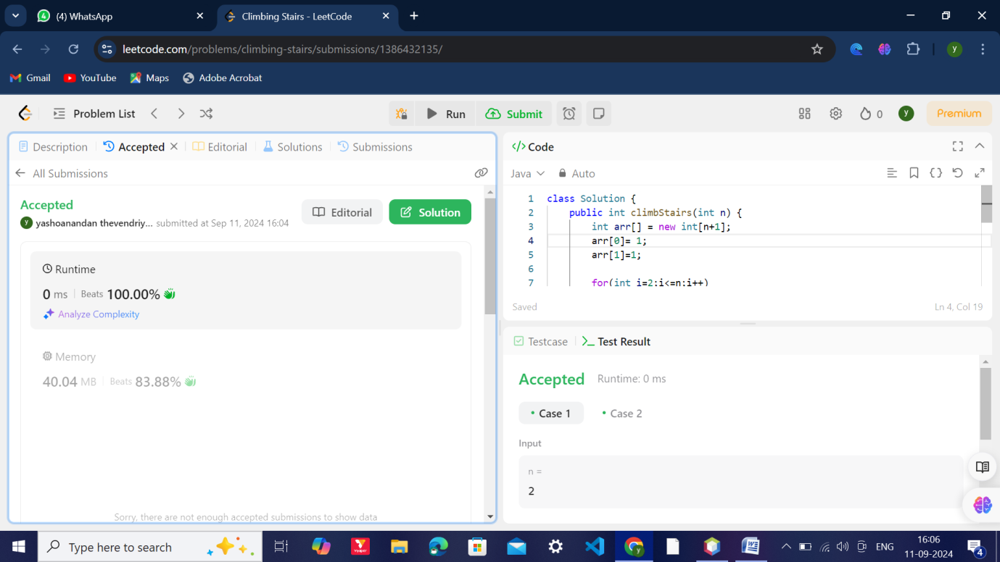 (4) WhatsApp
Climbing Stairs - LeetCode
leetcode.com/problems/climbing-stairs/submissions/1386432135/
y
Gmail
YouTube
Maps
Adobe Acrobat
Problem List
Run
Submit
0
y
Premium
Description
Accepted
Editorial
Solutions
Submissions
All Submissions
Accepted
Editorial
Solution
y
yashoanandan thevendriy... submitted at Sep 11, 2024 16:04
Runtime
0 ms
Beats 100.00%
Analyze Complexity
Memory
40.04 MB
Beats 83.88%
Sorry, there are not enough accepted submissions to show data
</> Code
Java
Auto
1 class Solution {
2 public int climbStairs(int n) {
3 int arr[] = new int[n+1];
4 arr[0]= 1;
5 arr[1]=1;
6
7 for(int i=2;i<=n;i++)
Saved
Ln 4, Col 19
Testcase
Test Result
Accepted
Runtime: 0 ms
Case 1
Case 2
Input
n =
2
Type here to search
ENG
16:06
11-09-2024
4